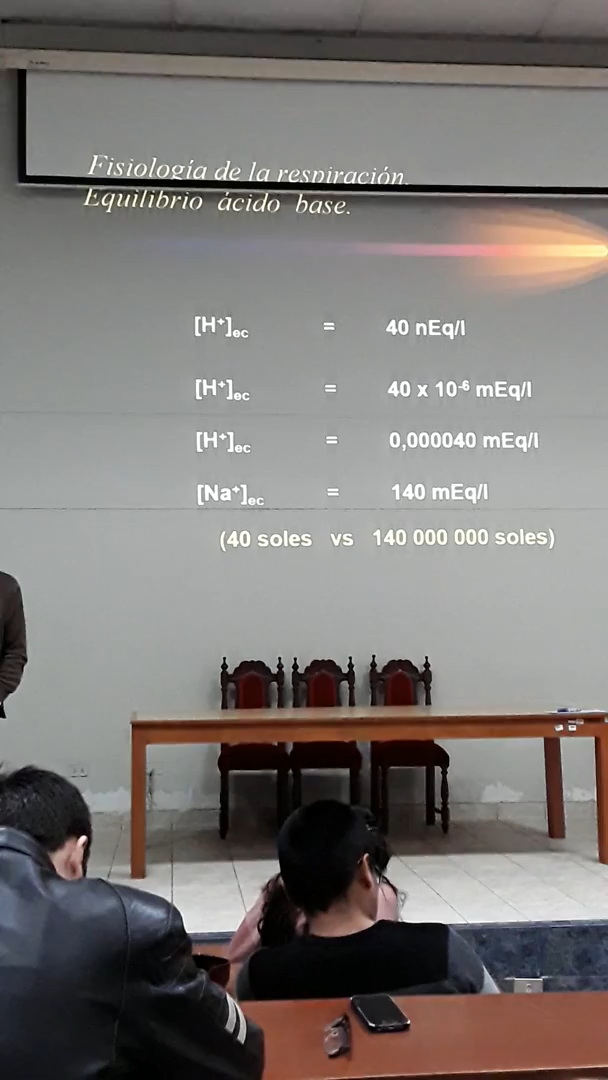 Fisiología de la respiración.
Equilibrio ácido base.
[H⁺]ec = 40 nEq/l
[H⁺]ec = 40 x 10⁻⁶ mEq/l
[H⁺]ec = 0,000040 mEq/l
[Na⁺]ec = 140 mEq/l
(40 soles vs 140 000 000 soles)